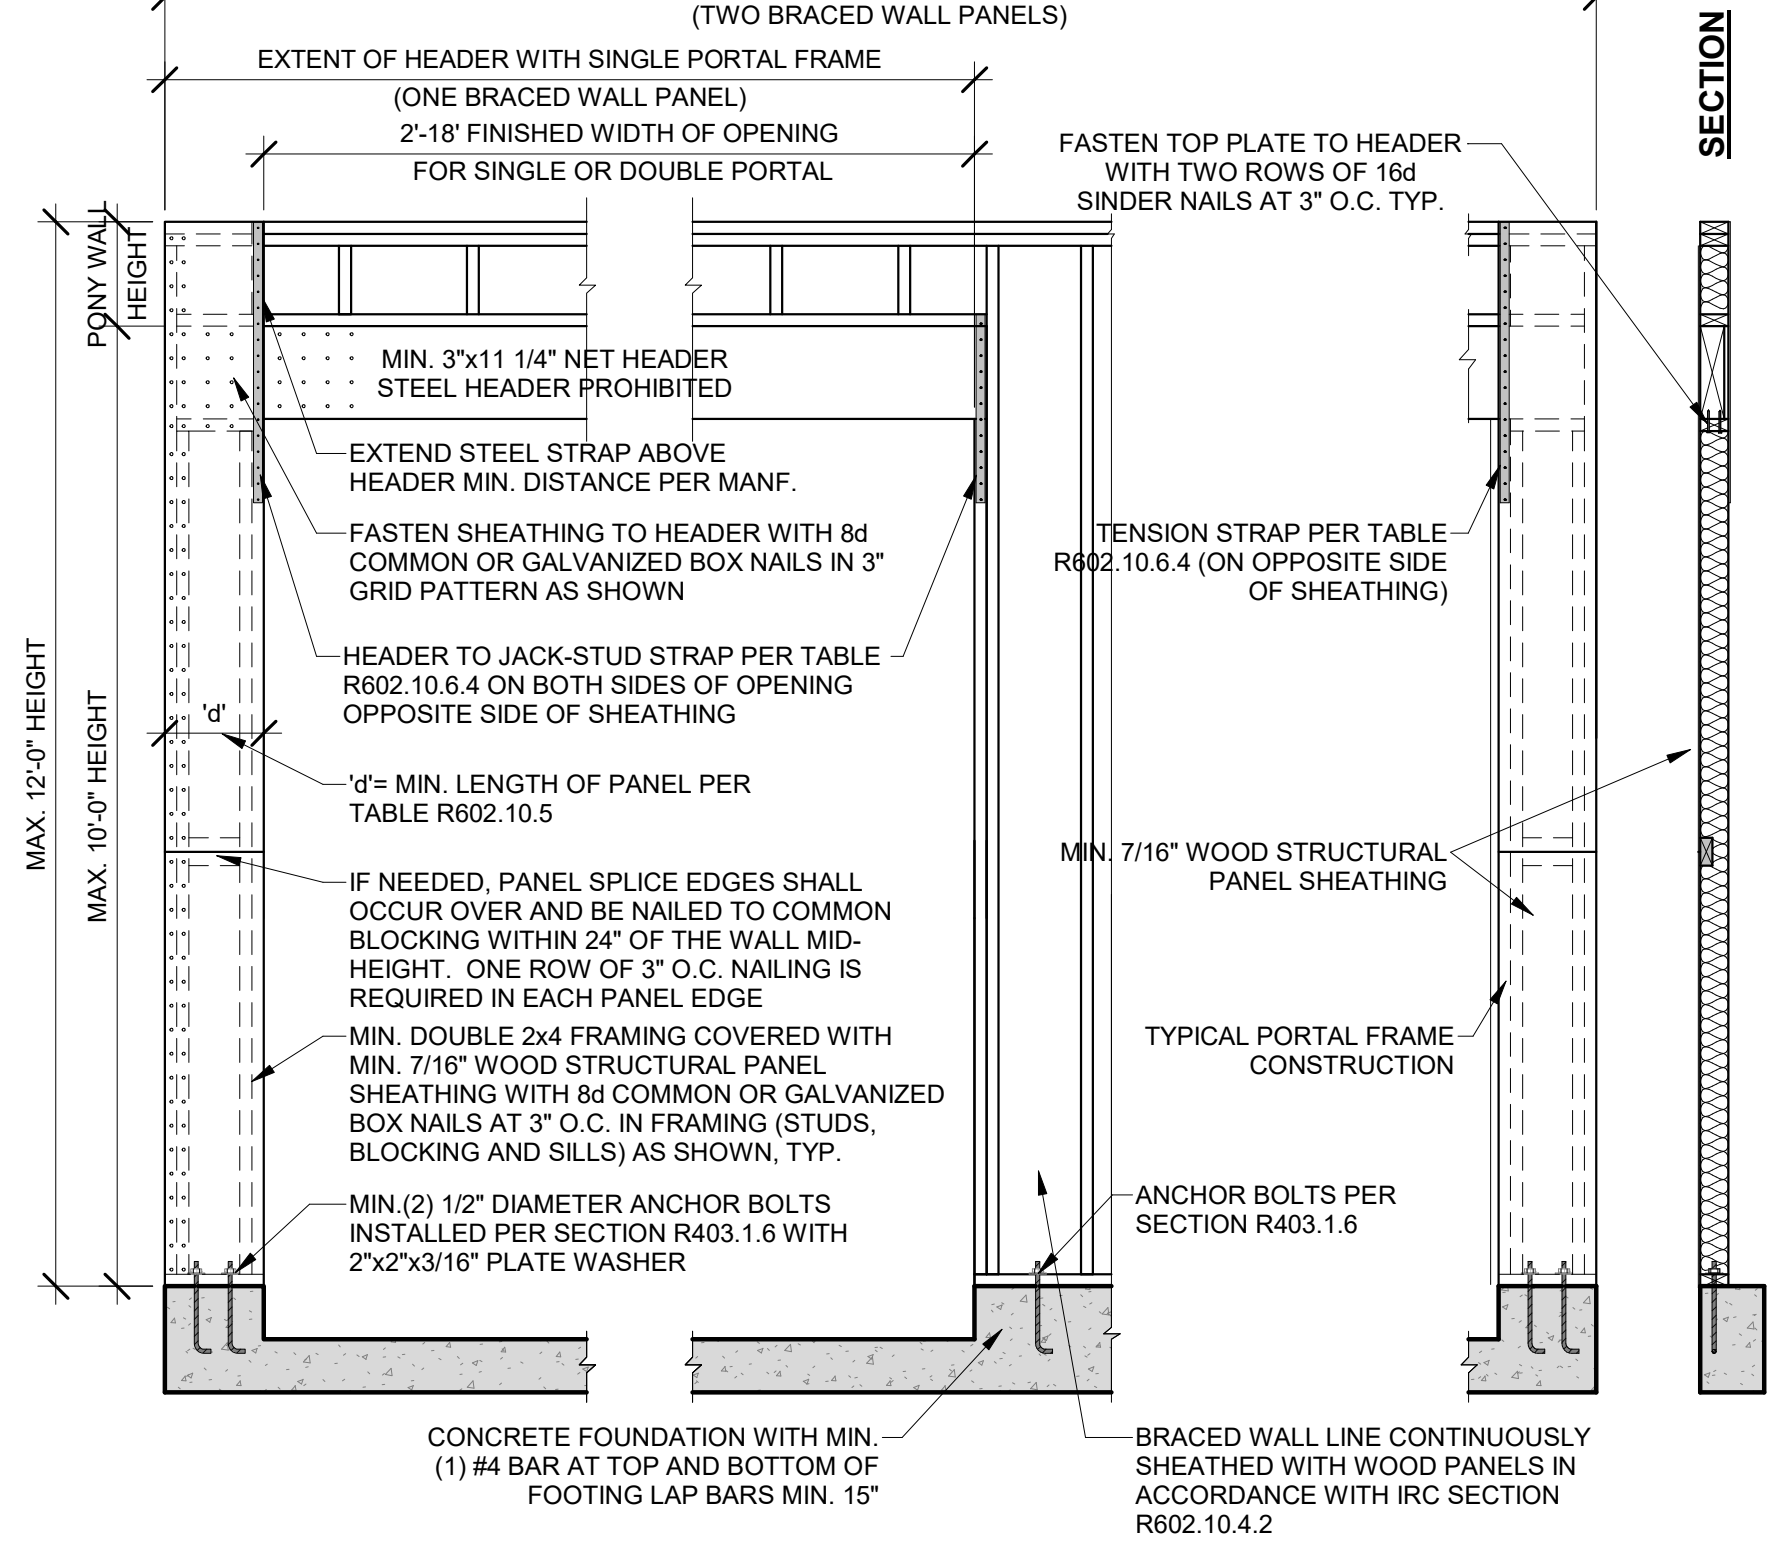 (TWO BRACED WALL PANELS)
EXTENT OF HEADER WITH SINGLE PORTAL FRAME
(ONE BRACED WALL PANEL)
2'-18' FINISHED WIDTH OF OPENING
FOR SINGLE OR DOUBLE PORTAL
SECTION
FASTEN TOP PLATE TO HEADER
WITH TWO ROWS OF 16d
SINDER NAILS AT 3" O.C. TYP.
PONY WALL
HEIGHT
MIN. 3"x11 1/4" NET HEADER
STEEL HEADER PROHIBITED
EXTEND STEEL STRAP ABOVE
HEADER MIN. DISTANCE PER MANF.
FASTEN SHEATHING TO HEADER WITH 8d
COMMON OR GALVANIZED BOX NAILS IN 3"
GRID PATTERN AS SHOWN
TENSION STRAP PER TABLE
R602.10.6.4 (ON OPPOSITE SIDE
OF SHEATHING)
HEADER TO JACK-STUD STRAP PER TABLE
R602.10.6.4 ON BOTH SIDES OF OPENING
OPPOSITE SIDE OF SHEATHING
MAX. 12'-0" HEIGHT
MAX. 10'-0" HEIGHT
'd'
'd'= MIN. LENGTH OF PANEL PER
TABLE R602.10.5
MIN. 7/16" WOOD STRUCTURAL
PANEL SHEATHING
IF NEEDED, PANEL SPLICE EDGES SHALL
OCCUR OVER AND BE NAILED TO COMMON
BLOCKING WITHIN 24" OF THE WALL MID-
HEIGHT. ONE ROW OF 3" O.C. NAILING IS
REQUIRED IN EACH PANEL EDGE
MIN. DOUBLE 2x4 FRAMING COVERED WITH
MIN. 7/16" WOOD STRUCTURAL PANEL
SHEATHING WITH 8d COMMON OR GALVANIZED
BOX NAILS AT 3" O.C. IN FRAMING (STUDS,
BLOCKING AND SILLS) AS SHOWN, TYP.
TYPICAL PORTAL FRAME
CONSTRUCTION
MIN.(2) 1/2" DIAMETER ANCHOR BOLTS
INSTALLED PER SECTION R403.1.6 WITH
2"x2"x3/16" PLATE WASHER
ANCHOR BOLTS PER
SECTION R403.1.6
CONCRETE FOUNDATION WITH MIN.
(1) #4 BAR AT TOP AND BOTTOM OF
FOOTING LAP BARS MIN. 15"
BRACED WALL LINE CONTINUOUSLY
SHEATHED WITH WOOD PANELS IN
ACCORDANCE WITH IRC SECTION
R602.10.4.2